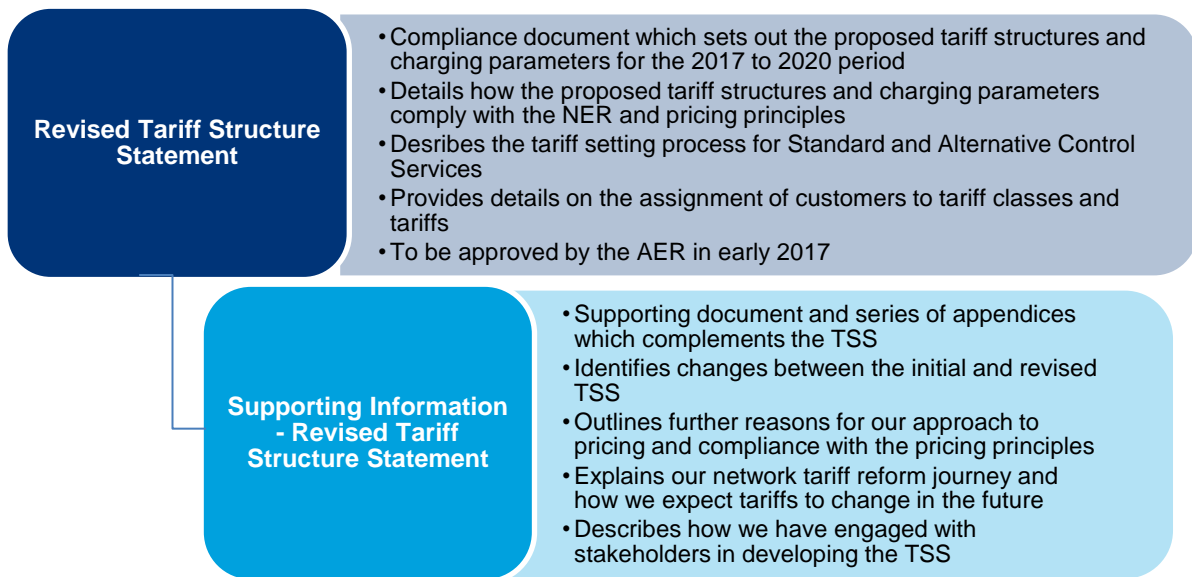 Revised Tariff Structure
Statement
•Compliance document which sets out the proposed tariff structures and
charging parameters for the 2017 to 2020 period
•Details how the proposed tariff structures and charging parameters
comply with the NER and pricing principles
•Desribes the tariff setting process for Standard and Alternative Control
Services
•Provides details on the assignment of customers to tariff classes and
tariffs
•To be approved by the AER in early 2017
Supporting Information
- Revised Tariff
Structure Statement
•Supporting document and series of appendices
which complements the TSS
•Identifies changes between the initial and revised
TSS
•Outlines further reasons for our approach to
pricing and compliance with the pricing principles
•Explains our network tariff reform journey and
how we expect tariffs to change in the future
•Describes how we have engaged with
stakeholders in developing the TSS